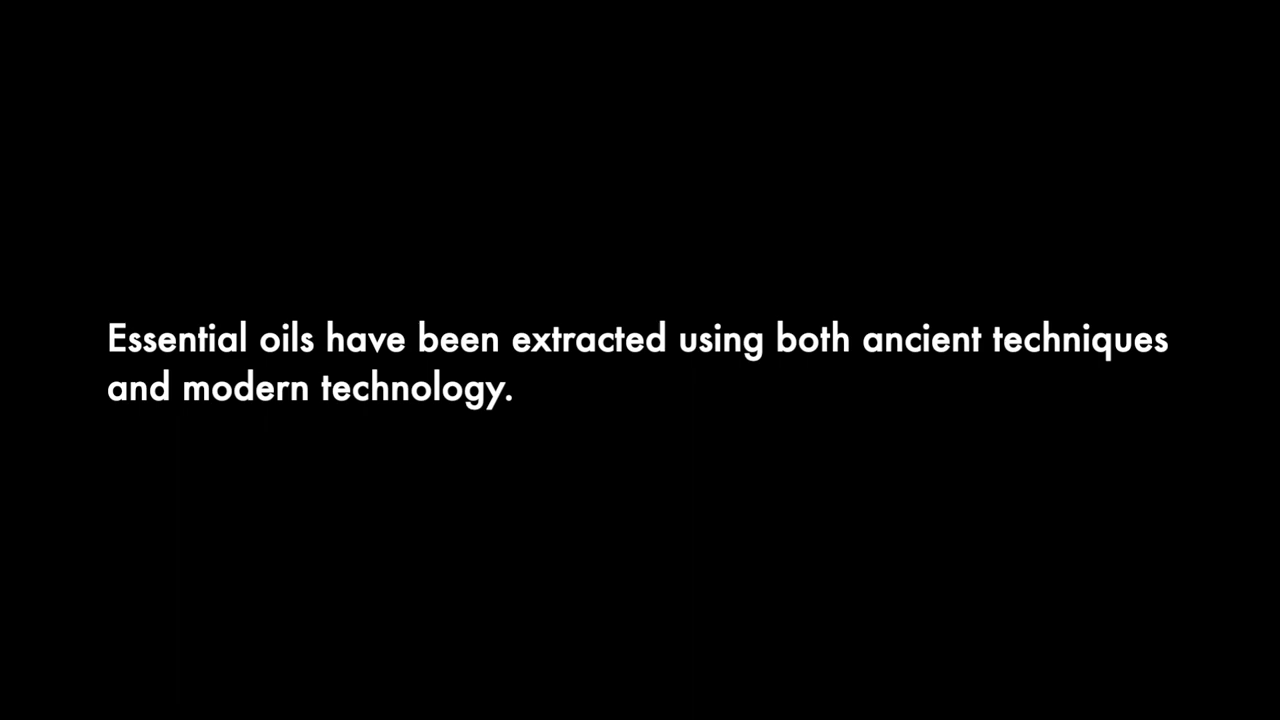 Essential oils have been extracted using both ancient techniques
and modern technology.